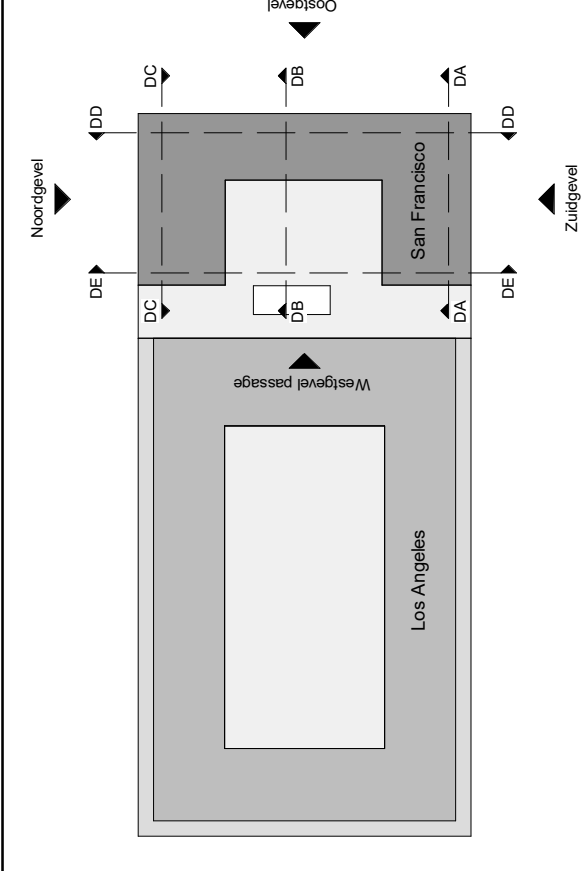 Oostgevel
DC
DB
DA
DD
DD
Noordgevel
San Francisco
Zuidgevel
DE
DE
DC
DB
DA
Westgevel passage
Los Angeles